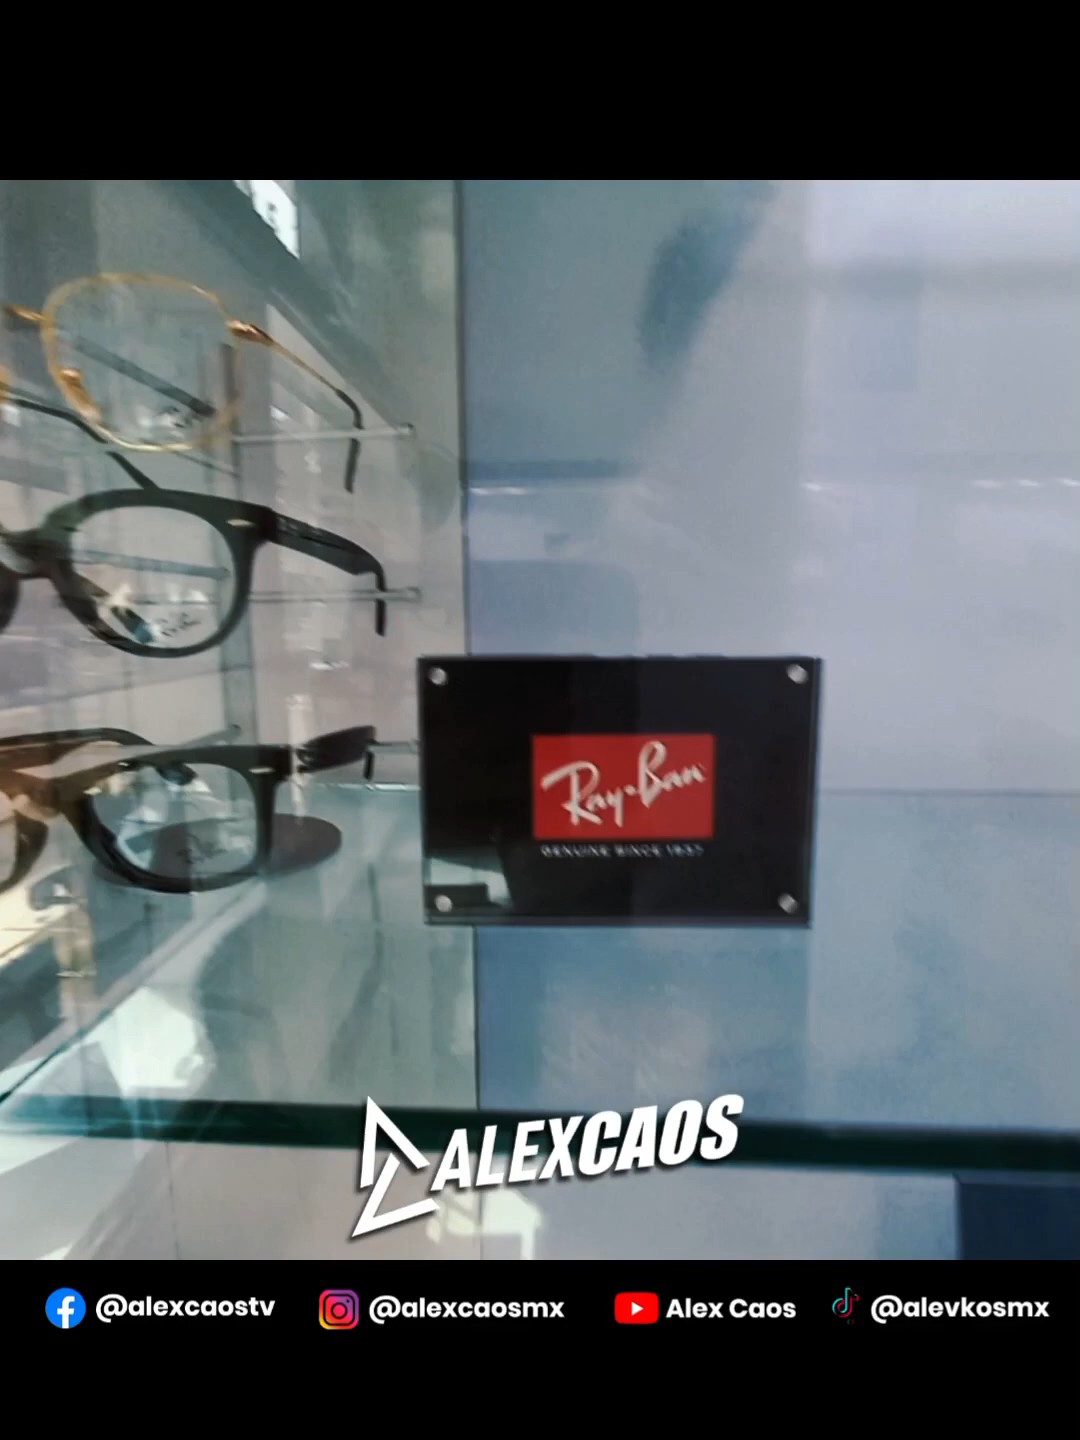 Ray-Ban
GENUINE SINCE 1937
ALEXCAOS
@alexcaostv
@alexcaosmx
Alex Caos
@alevkosmx